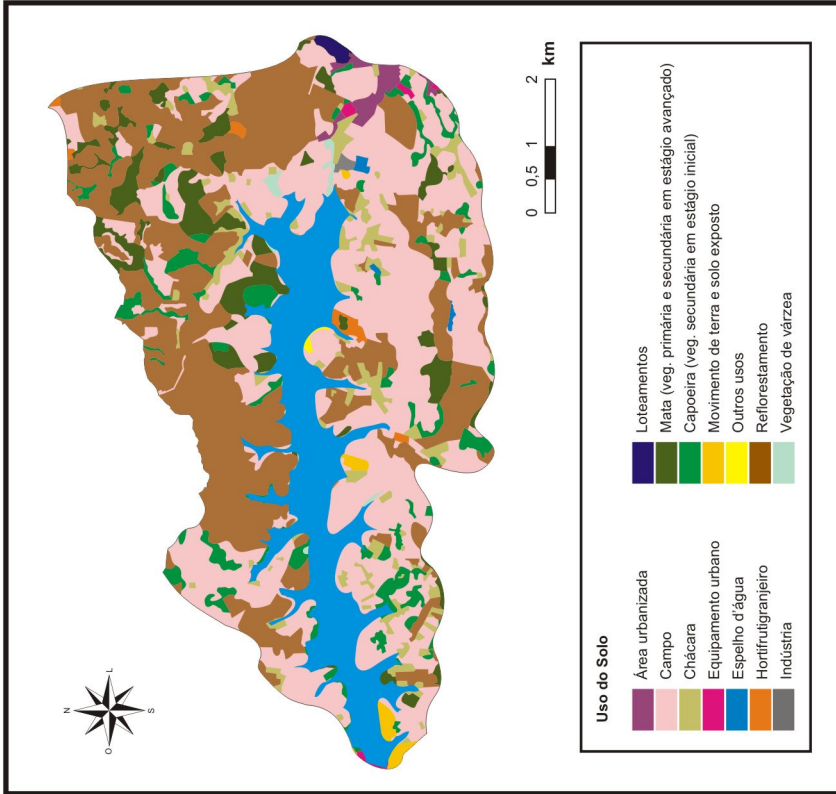 N
O
L
S
0
0,5
1
2
km
Uso do Solo
Área urbanizada
Campo
Chácara
Equipamento urbano
Espelho d'água
Hortifrutigranjeiro
Indústria
Loteamentos
Mata (veg. primária e secundária em estágio avançado)
Capoeira (veg. secundária em estágio inicial)
Movimento de terra e solo exposto
Outros usos
Reflorestamento
Vegetação de várzea